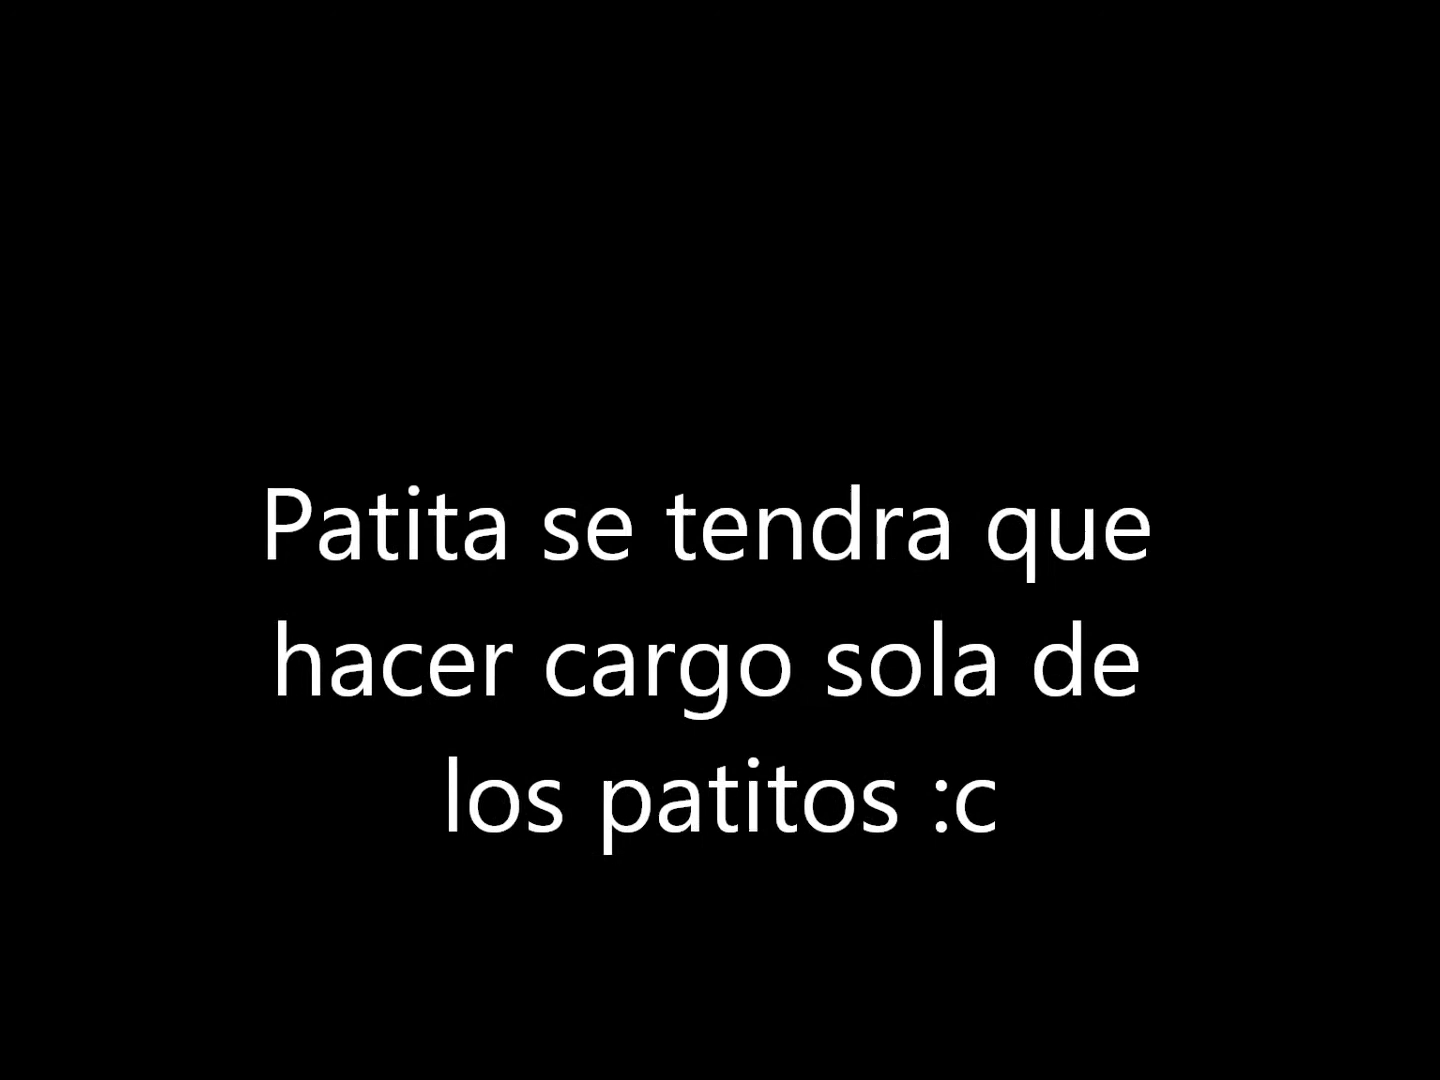 Patita se tendra que
hacer cargo sola de
los patitos :c